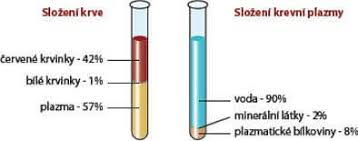 Složení krve
červené krvinky - 42%
bílé krvinky - 1%
plazma - 57%
Složení krevní plazmy
voda - 90%
minerální látky - 2%
plazmatické bílkoviny - 8%